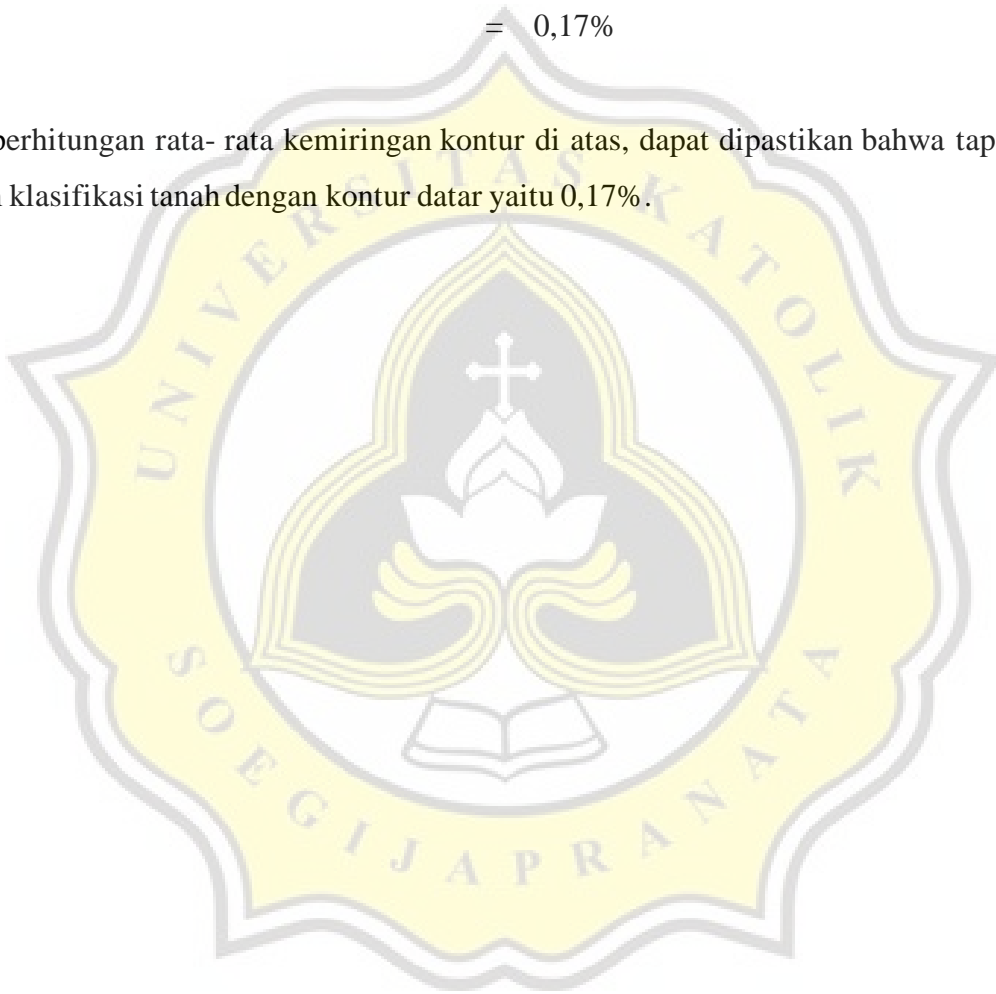 = 0,17%
perhitungan rata- rata kemiringan kontur di atas, dapat dipastikan bahwa tap
klasifikasi tanah dengan kontur datar yaitu 0,17%.
UNIVERSITAS KATOLIK
SOEGIJAPRANATA